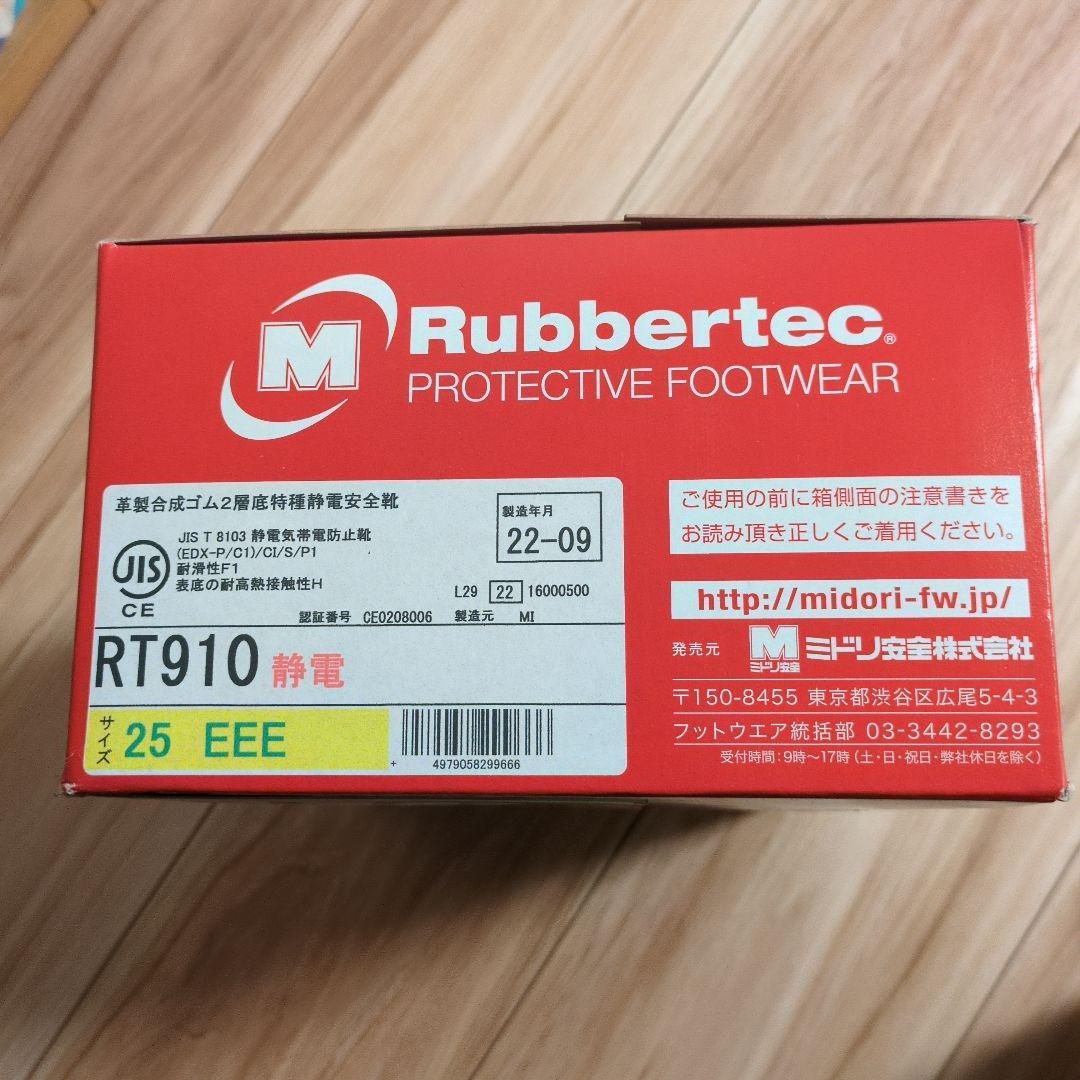 M Rubbertec®
PROTECTIVE FOOTWEAR
革製合成ゴム2層底特種静電安全靴
JIS
CE
JIS T 8103 静電気帯電防止靴
(EDX-P/C1)/CI/S/P1
耐滑性F1
表底の耐高熱接触性H
製造年月
22-09
L29 22 16000500
認証番号 CE0208006 製造元 MI
RT910 静電
サイズ 25 EEE
4979058299666
ご使用の前に箱側面の注意書きを
お読み頂き正しくご着用ください。
http://midori-fw.jp/
発売元 M ミドリ安全 ミドリ安全株式会社
〒150-8455 東京都渋谷区広尾5-4-3
フットウエア統括部 03-3442-8293
受付時間:9時〜17時(土・日・祝日・弊社休日を除く)